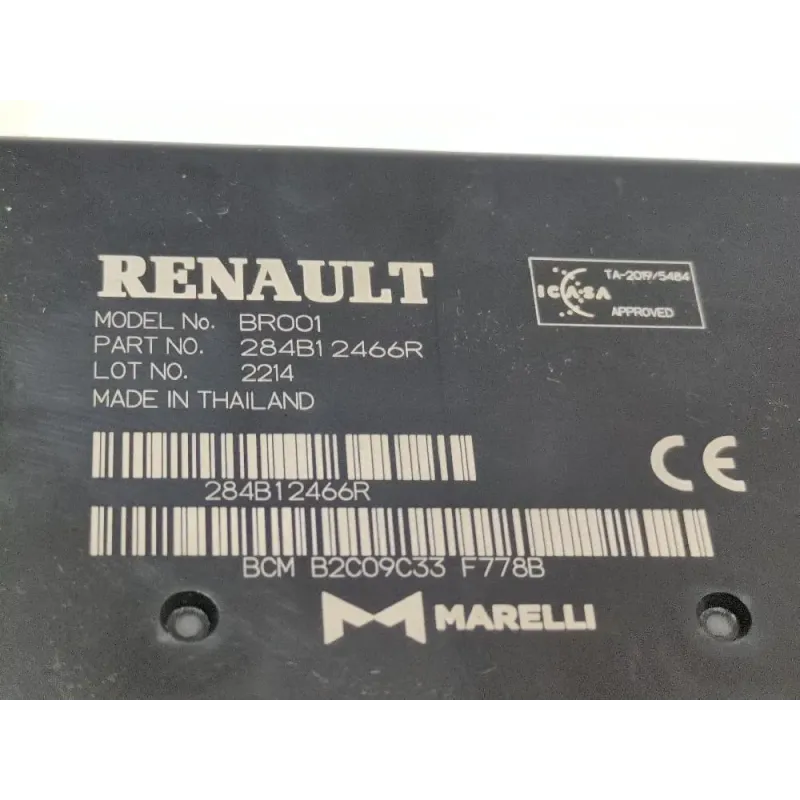 RENAULT
MODEL No. BR001
PART NO. 284B12466R
LOT NO. 2214
MADE IN THAILAND
TA-2019/5484
ICASA
APPROVED
284B12466R
CE
BCM B2C09C33 F778B
MARELLI